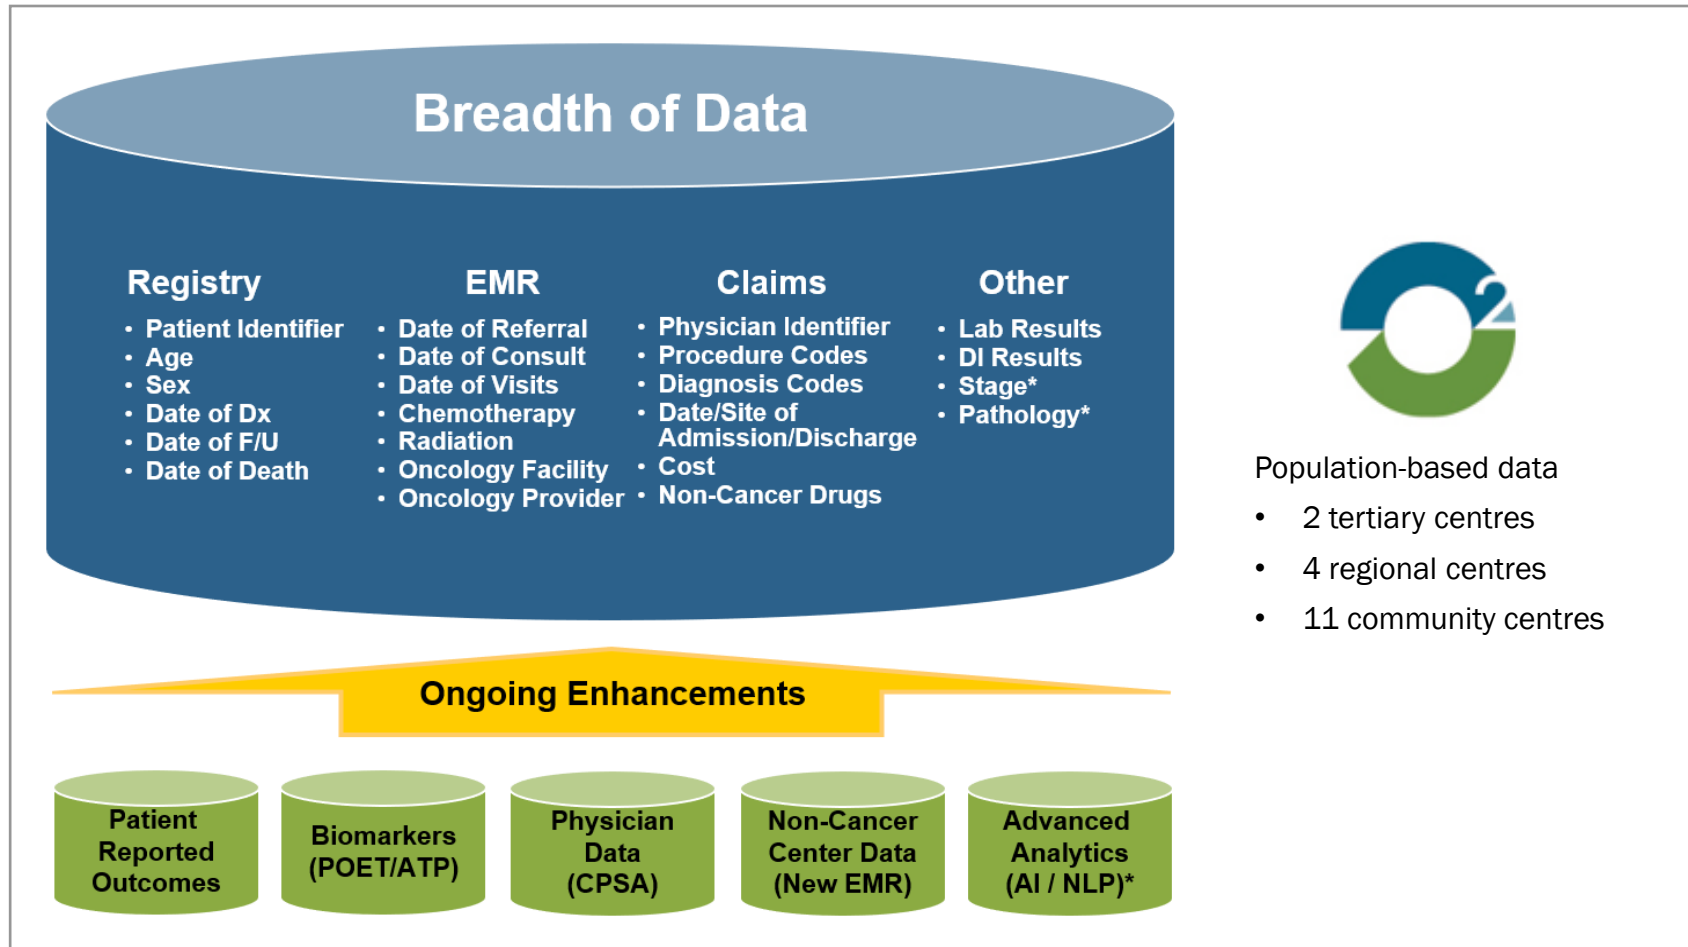 Breadth of Data
Registry
• Patient Identifier
• Age
• Sex
• Date of Dx
• Date of F/U
• Date of Death
EMR
• Date of Referral
• Date of Consult
• Date of Visits
• Chemotherapy
• Radiation
• Oncology Facility
• Oncology Provider
Claims
• Physician Identifier
• Procedure Codes
• Diagnosis Codes
• Date/Site of
Admission/Discharge
• Cost
• Non-Cancer Drugs
Other
• Lab Results
• DI Results
• Stage*
• Pathology*
2
Population-based data
• 2 tertiary centres
• 4 regional centres
• 11 community centres
Ongoing Enhancements
Patient
Reported
Outcomes
Biomarkers
(POET/ATP)
Physician
Data
(CPSA)
Non-Cancer
Center Data
(New EMR)
Advanced
Analytics
(AI / NLP)*